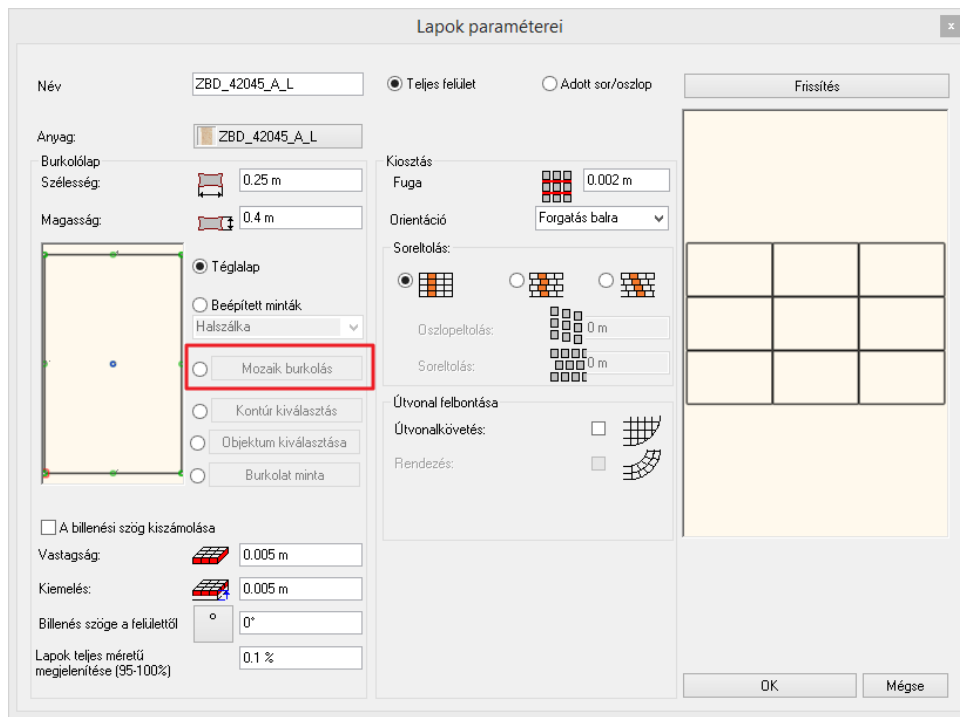 Lapok paraméterei
x
Név
ZBD_42045_A_L
Teljes felület
Adott sor/oszlop
Frissítés
Anyag:
ZBD_42045_A_L
Burkolólap
Szélesség:
0.25 m
Magasság:
0.4 m
Téglalap
Beépített minták
Halszálka
Mozaik burkolás
Kontúr kiválasztás
Objektum kiválasztása
Burkolat minta
A billenési szög kiszámolása
Vastagság:
0.005 m
Kiemelés:
0.005 m
Billenés szöge a felülettől
°
0°
Lapok teljes méretű
megjelenítése (95-100%)
0.1 %
Kiosztás
Fuga
0.002 m
Orientáció
Forgatás balra
Soreltolás:
Oszlopeltolás:
0 m
Soreltolás:
0 m
Útvonal felbontása
Útvonalkövetés:
Rendezés:
OK
Mégse